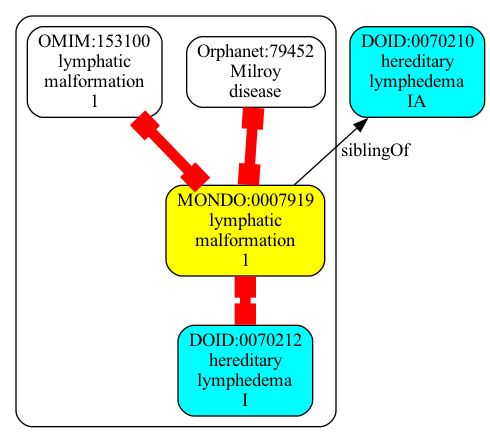 OMIM:153100
lymphatic
malformation
1
Orphanet:79452
Milroy
disease
DOID:0070210
hereditary
lymphedema
IA
siblingOf
MONDO:0007919
lymphatic
malformation
1
DOID:0070212
hereditary
lymphedema
I